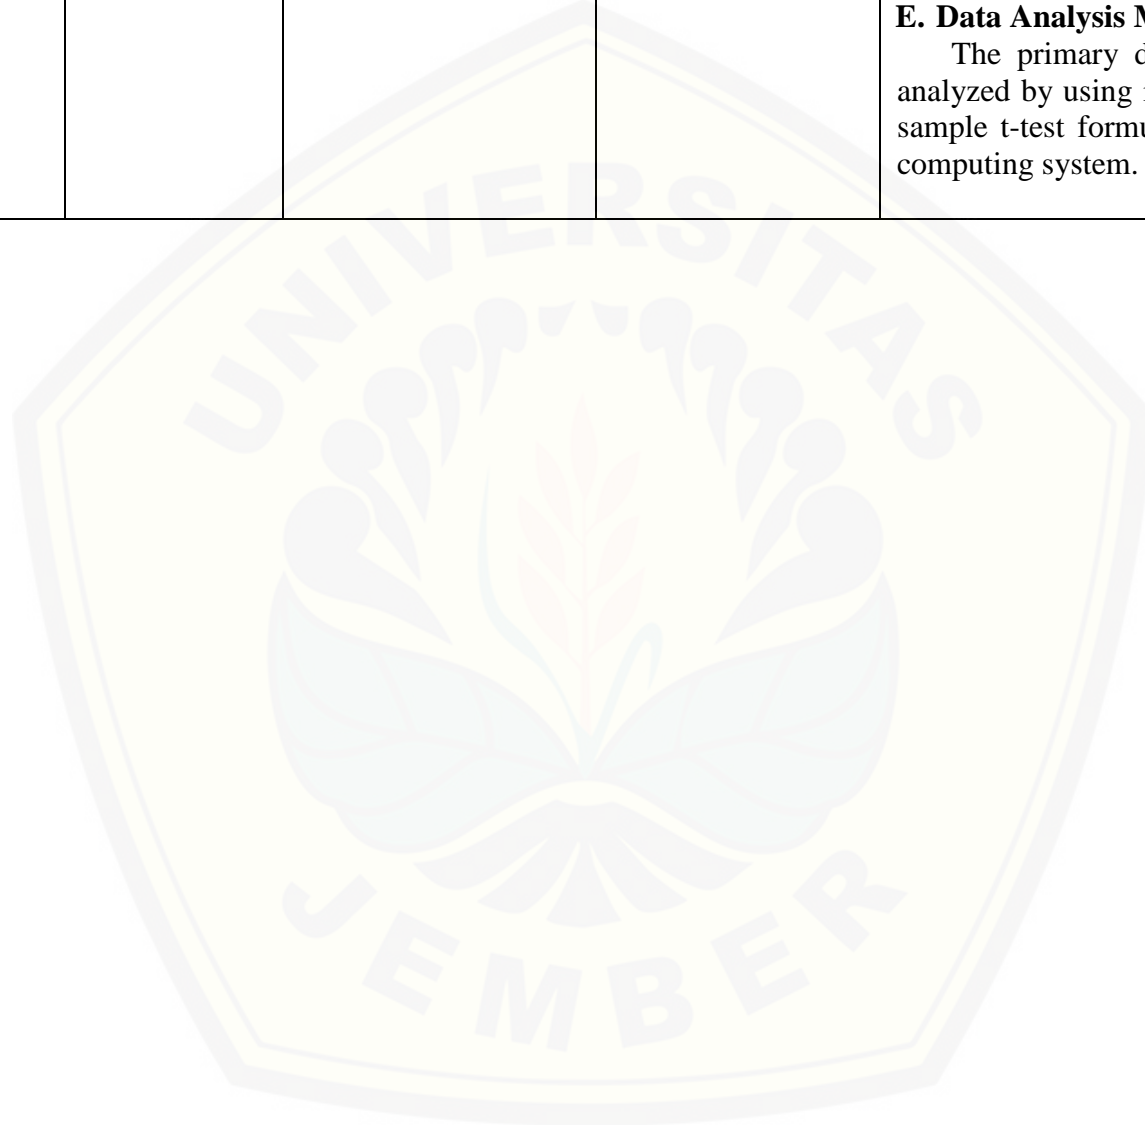 E. Data Analysis
The primary
analyzed by using
sample t-test
computing system.
UNIVERSITAS
JEMBER